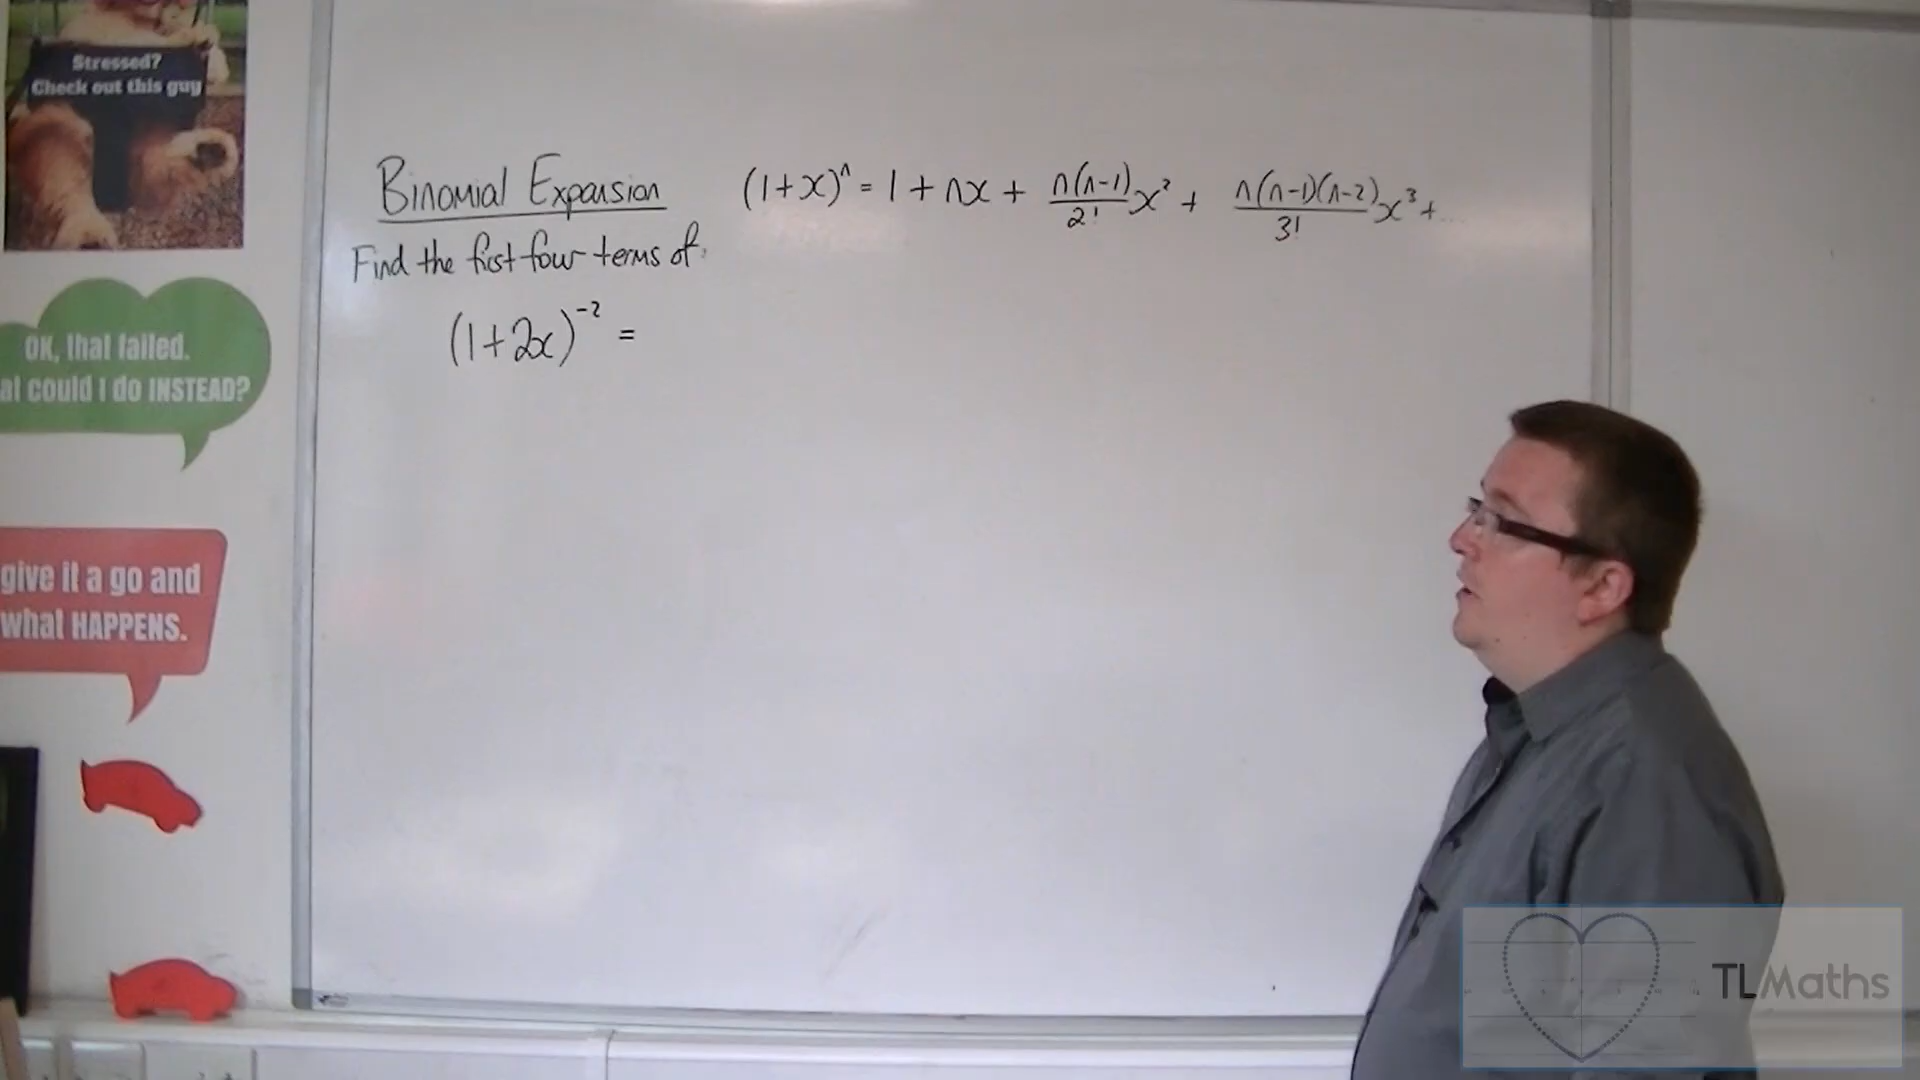 Stressed?
Check out this guy
Binomial Expansion
(1+x)^n = 1 + nx + n(n-1)/2! x² + n(n-1)(n-2)/3! x³ + ...
Find the first four terms of:
(1+2x)^-2 =
OK, that failed.
could I do INSTEAD?
give it a go and
what HAPPENS.
TLMaths